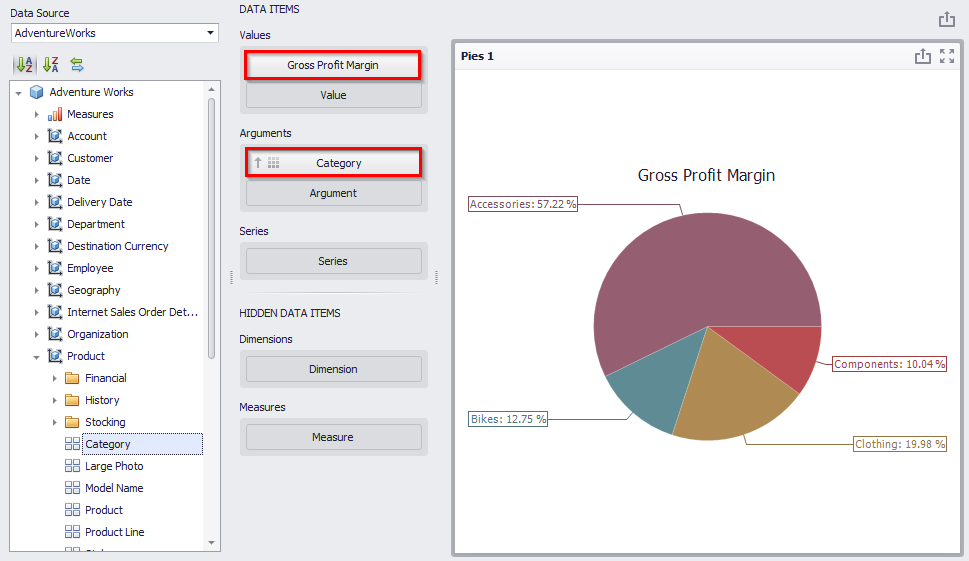 Data Source
AdventureWorks
Adventure Works
Measures
Account
Customer
Date
Delivery Date
Department
Destination Currency
Employee
Geography
Internet Sales Order Det...
Organization
Product
Financial
History
Stocking
Category
Large Photo
Model Name
Product
Product Line
DATA ITEMS
Values
Gross Profit Margin
Value
Arguments
Category
Argument
Series
Series
HIDDEN DATA ITEMS
Dimensions
Dimension
Measures
Measure
Pies 1
Gross Profit Margin
Accessories: 57.22 %
Components: 10.04 %
Bikes: 12.75 %
Clothing: 19.98 %